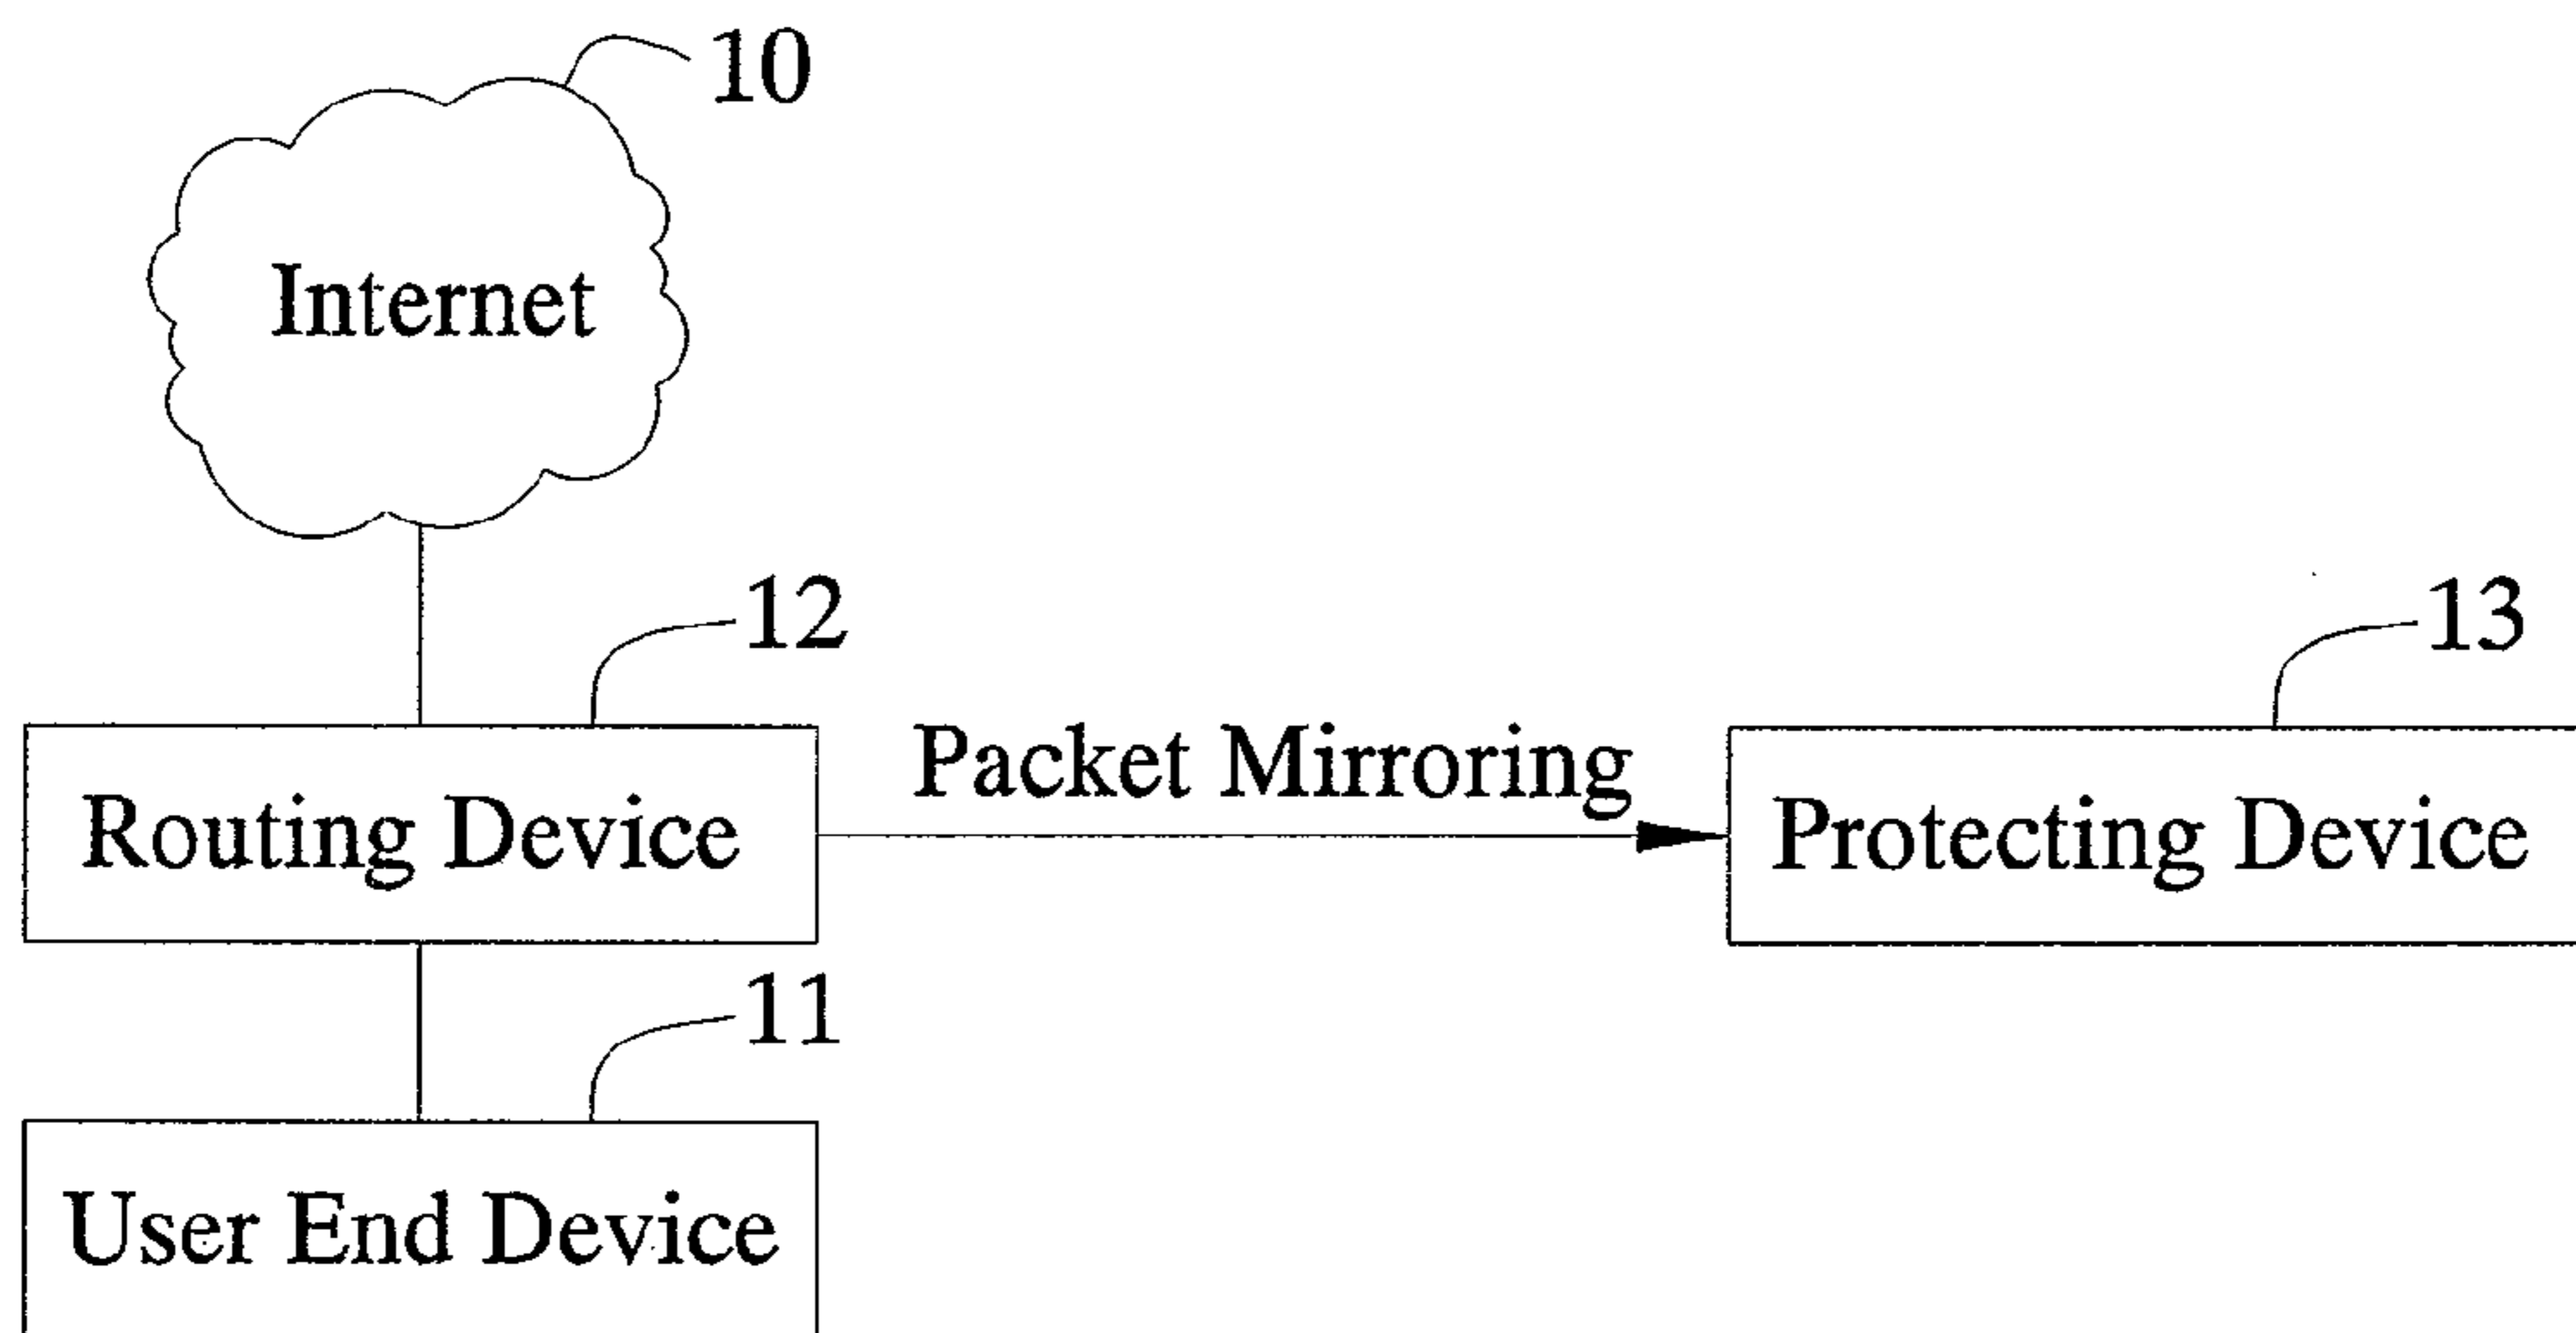 10
Internet
12
13
Packet Mirroring
Routing Device
Protecting Device
11
User End Device